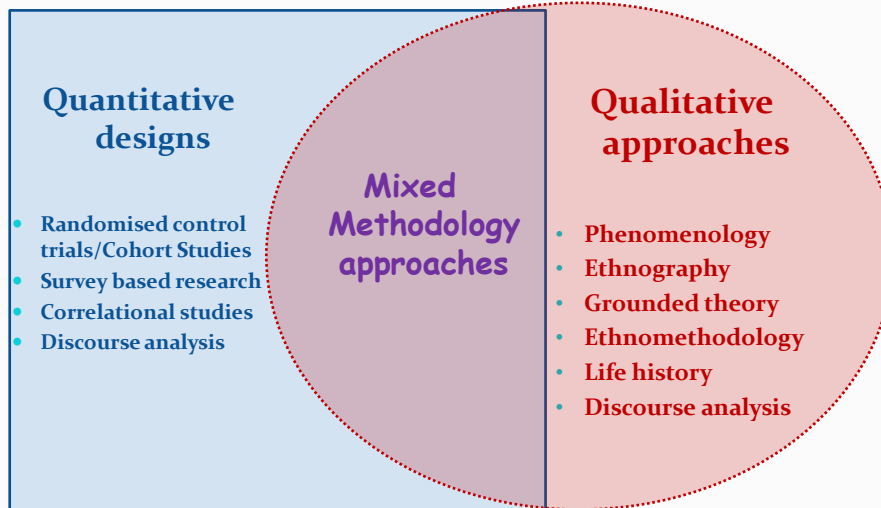 Quantitative
designs
• Randomised control
trials/Cohort Studies
• Survey based research
• Correlational studies
• Discourse analysis
Mixed
Methodology
approaches
Qualitative
approaches
• Phenomenology
• Ethnography
• Grounded theory
• Ethnomethodology
• Life history
• Discourse analysis